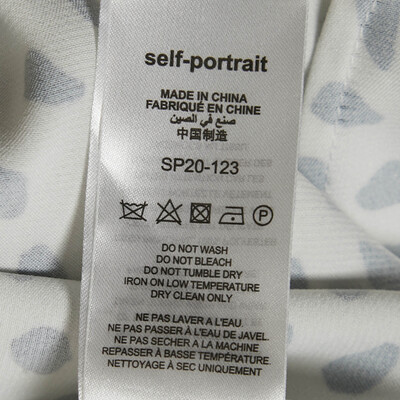 self-portrait
MADE IN CHINA
FABRIQUÉ EN CHINE
صنع في الصين
中国制造
SP20-123
P
DO NOT WASH
DO NOT BLEACH
DO NOT TUMBLE DRY
IRON ON LOW TEMPERATURE
DRY CLEAN ONLY
NE PAS LAVER A L'EAU.
NE PAS PASSER À L'EAU DE JAVEL.
NE PAS SECHER A LA MACHINE
REPASSER À BASSE TEMPÉRATURE
NETTOYAGE À SEC UNIQUEMENT